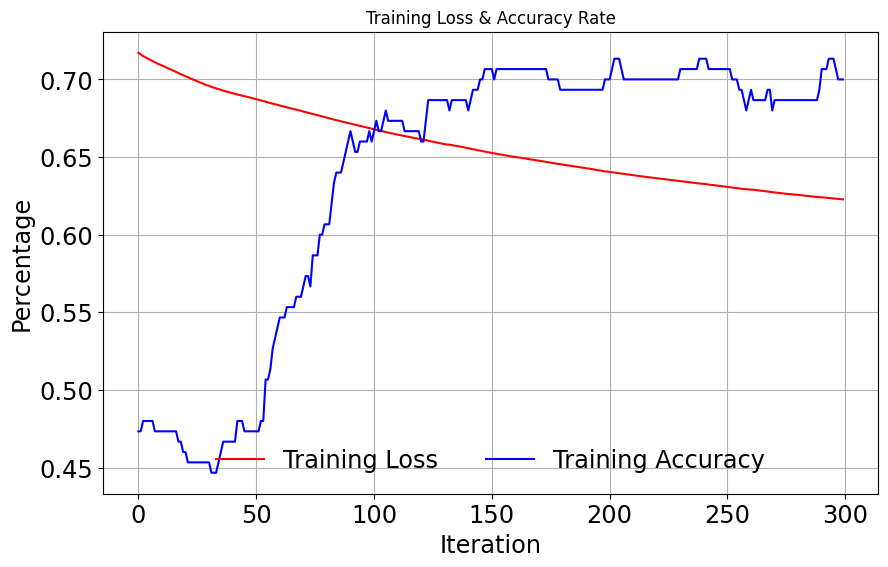 Training Loss & Accuracy Rate
0.70
0.65
0.60
0.55
0.50
0.45
Percentage
Training Loss
Training Accuracy
0 50 100 150 200 250 300
Iteration